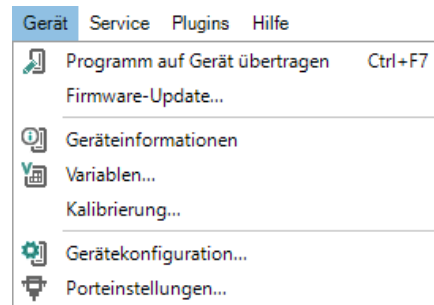 Gerät Service Plugins Hilfe
Programm auf Gerät übertragen Ctrl+F7
Firmware-Update...
Geräteinformationen
Variablen...
Kalibrierung...
Gerätekonfiguration...
Porteinstellungen...